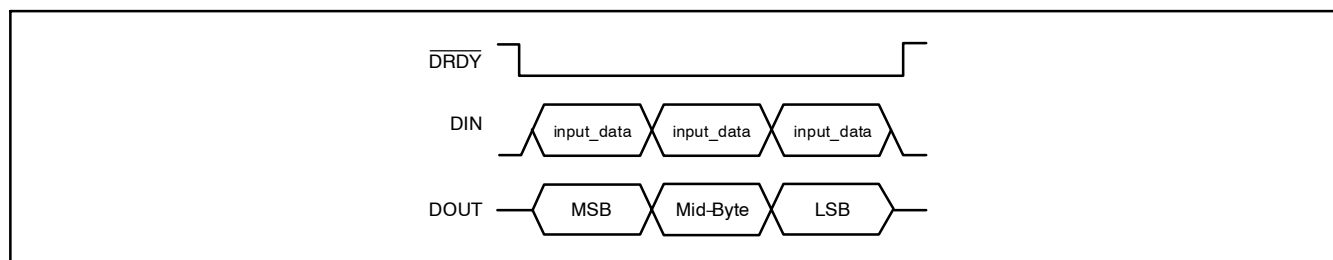 DRDY
DIN input_data input_data input_data
DOUT MSB Mid-Byte LSB